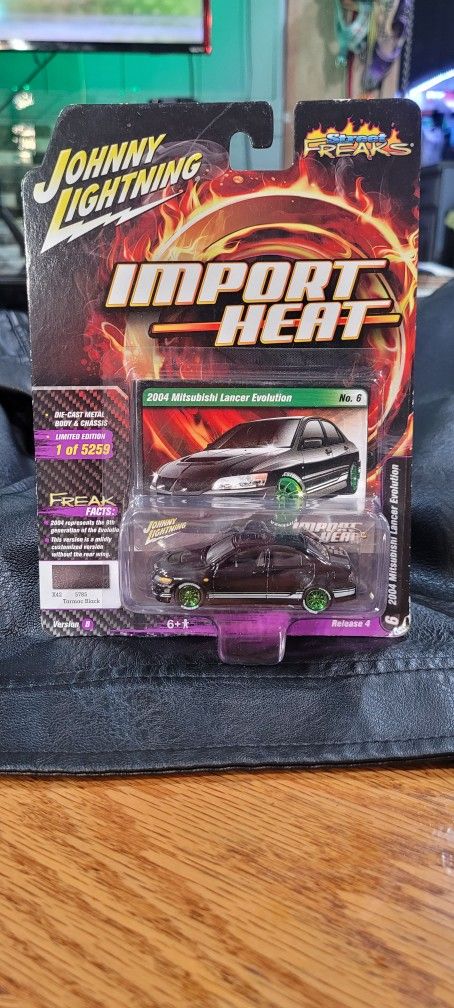 JOHNNY
LIGHTNING
Street
FREAKS
IMPORT
HEAT
2004 Mitsubishi Lancer Evolution No. 6
• DIE-CAST METAL
BODY & CHASSIS
• LIMITED EDITION
1 of 5259
FREAK
FACTS:
2004 represents the 8th
generation of the Evolution
• This version is a mildly
customized version
without the rear wing.
JOHNNY
LIGHTNING
IMPORT
HEAT
5785
Tarmac Black
Version B
6+
Release 4
6 2004 Mitsubishi Lancer Evolution